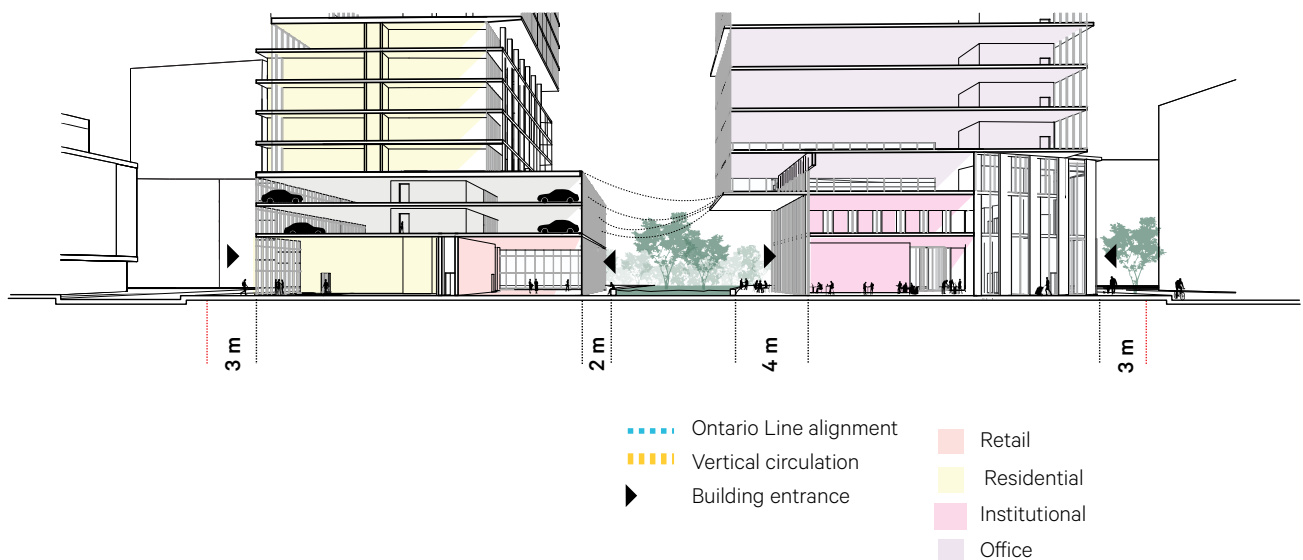 3 m
2 m
4 m
3 m
Ontario Line alignment
Vertical circulation
Building entrance
Retail
Residential
Institutional
Office